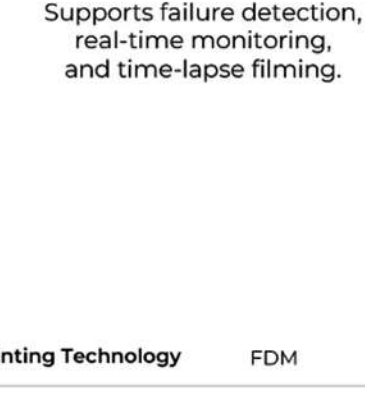 Supports failure detection,
real-time monitoring,
and time-lapse filming.
nting Technology FDM